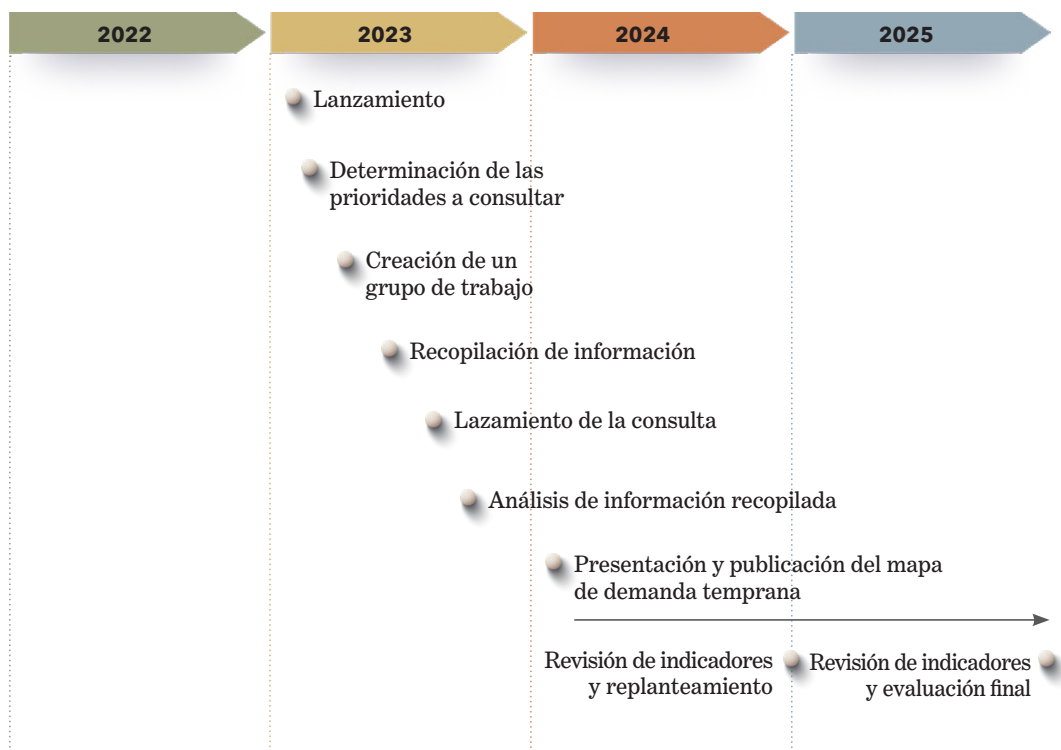 2022
2023
2024
2025
Lanzamiento
Determinación de las
prioridades a consultar
Creación de un
grupo de trabajo
Recopilación de información
Lazamiento de la consulta
Análisis de información recopilada
Presentación y publicación del mapa
de demanda temprana
Revisión de indicadores
y replanteamiento
Revisión de indicadores
y evaluación final